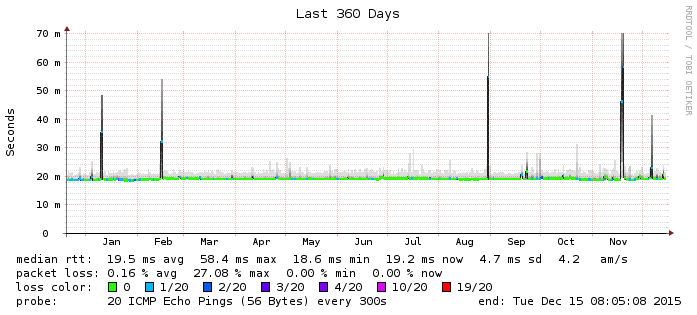 Last 360 Days
RRDTOOL / TOBI OETIKER
Seconds
70 m
60 m
50 m
40 m
30 m
20 m
10 m
0
Jan Feb Mar Apr May Jun Jul Aug Sep Oct Nov
median rtt: 19.5 ms avg 58.4 ms max 18.6 ms min 19.2 ms now 4.7 ms sd 4.2 am/s
packet loss: 0.16 % avg 27.08 % max 0.00 % min 0.00 % now
loss color: 0 1/20 2/20 3/20 4/20 10/20 19/20
probe: 20 ICMP Echo Pings (56 Bytes) every 300s end: Tue Dec 15 08:05:08 2015